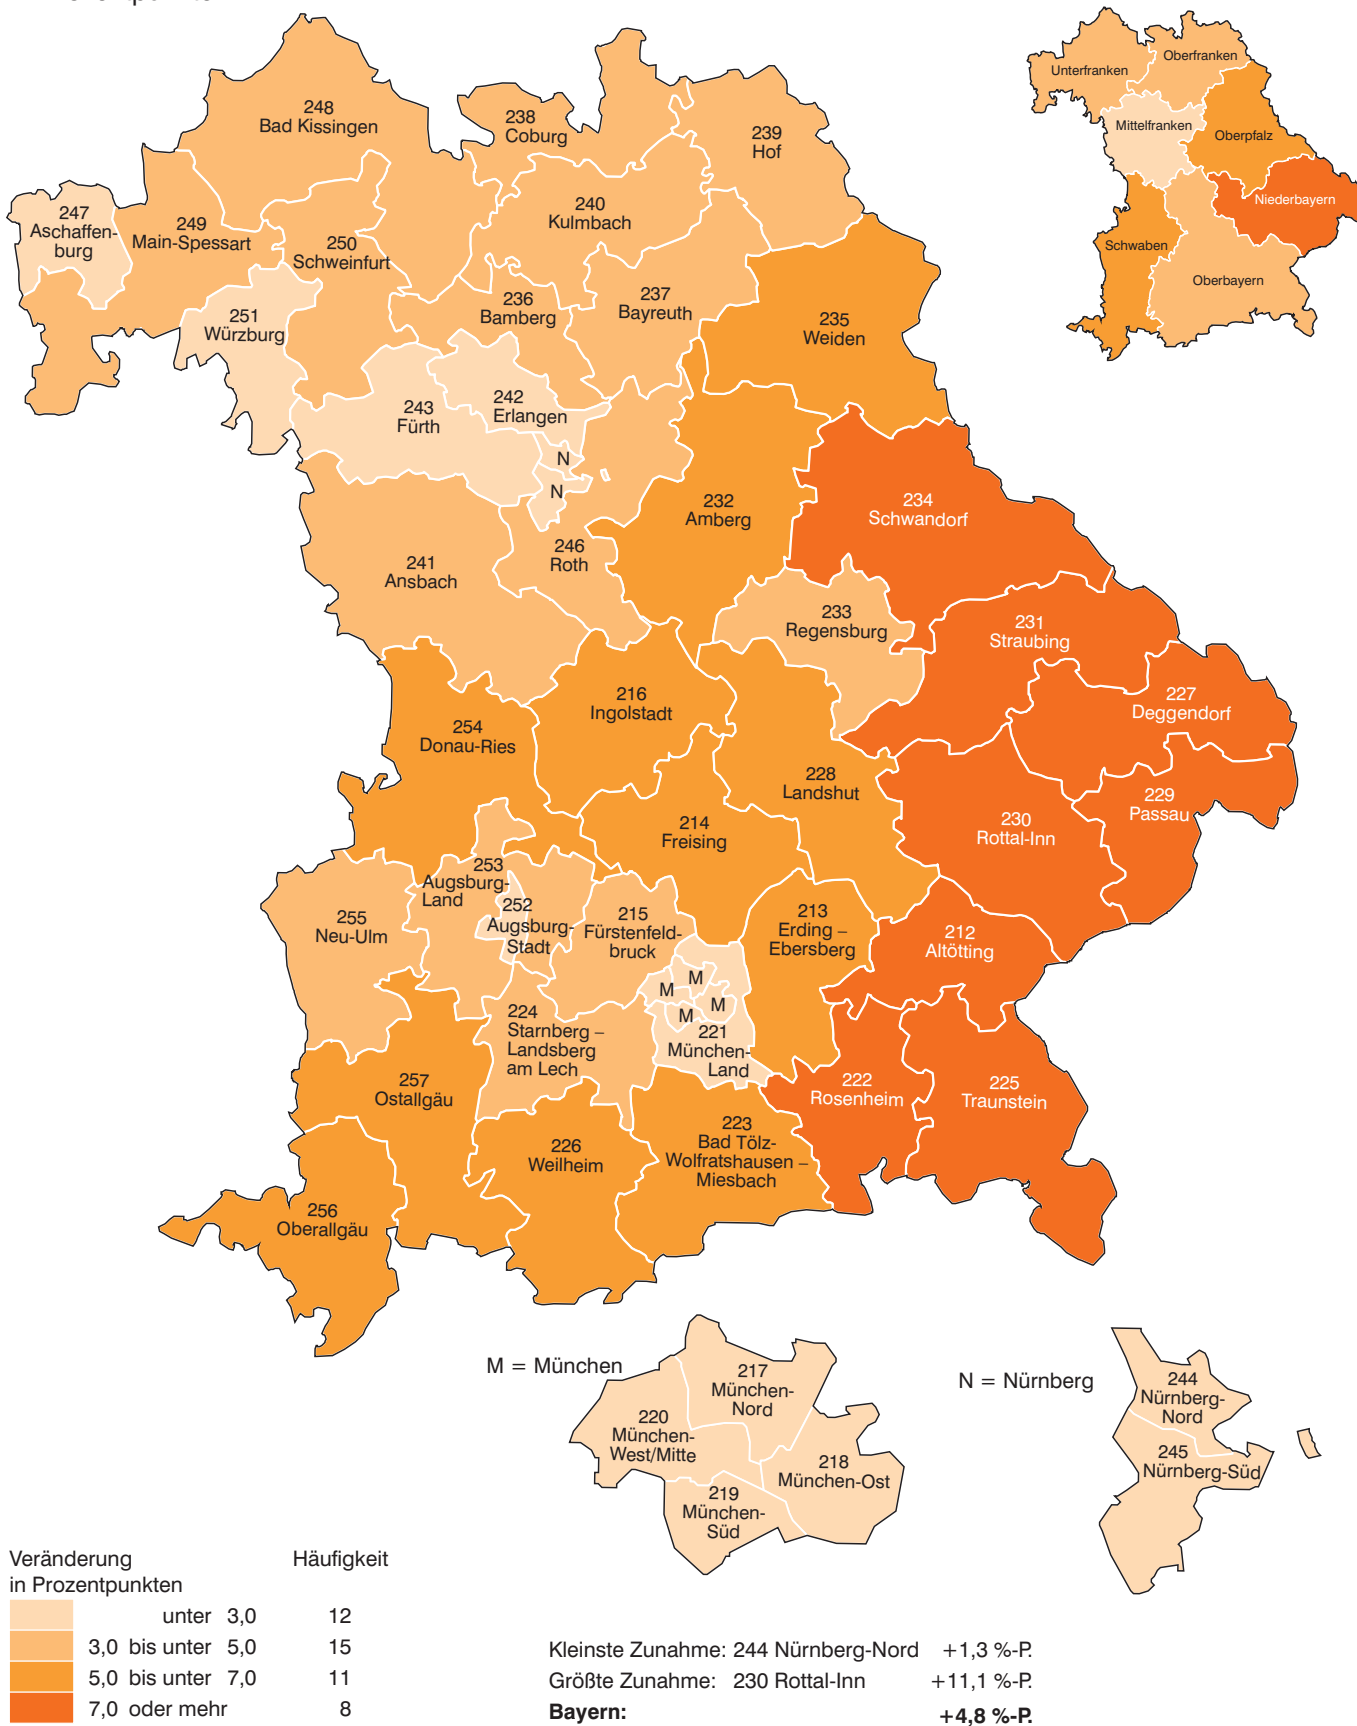 Unterfranken
Oberfranken
Mittelfranken
Oberpfalz
Niederbayern
Schwaben
Oberbayern
248
Bad Kissingen
238
Coburg
239
Hof
247
Aschaffen-
burg
249
Main-Spessart
250
Schweinfurt
240
Kulmbach
251
Würzburg
236
Bamberg
237
Bayreuth
235
Weiden
243
Fürth
242
Erlangen
N
N
232
Amberg
234
Schwandorf
241
Ansbach
246
Roth
233
Regensburg
231
Straubing
216
Ingolstadt
227
Deggendorf
254
Donau-Ries
228
Landshut
229
Passau
214
Freising
230
Rottal-Inn
253
Augsburg-
Land
252
Augsburg-
Stadt
255
Neu-Ulm
215
Fürstenfeld-
bruck
213
Erding –
Ebersberg
212
Altötting
M
M
M
M
224
Starnberg –
Landsberg
am Lech
221
München-
Land
257
Ostallgäu
222
Rosenheim
225
Traunstein
226
Weilheim
223
Bad Tölz-
Wolfratshausen –
Miesbach
256
Oberallgäu
M = München
217
München-
Nord
220
München-
West/Mitte
218
München-Ost
219
München-
Süd
N = Nürnberg
244
Nürnberg-
Nord
245
Nürnberg-Süd
Veränderung Häufigkeit
in Prozentpunkten
unter 3,0 12
3,0 bis unter 5,0 15
5,0 bis unter 7,0 11
7,0 oder mehr 8
Kleinste Zunahme: 244 Nürnberg-Nord +1,3 %-P.
Größte Zunahme: 230 Rottal-Inn +11,1 %-P.
Bayern: +4,8 %-P.